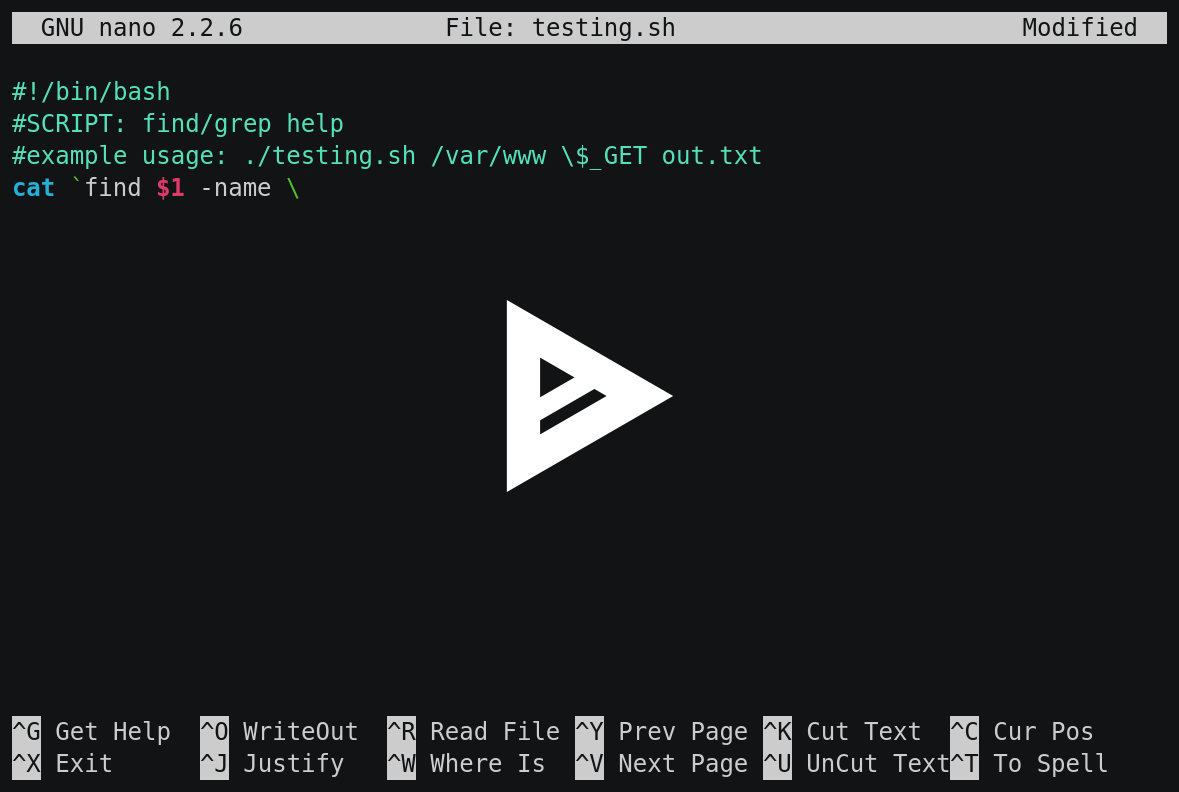 GNU nano 2.2.6 File: testing.sh Modified
#!/bin/bash
#SCRIPT: find/grep help
#example usage: ./testing.sh /var/www \$_GET out.txt
cat `find $1 -name \
^G Get Help ^O WriteOut ^R Read File ^Y Prev Page ^K Cut Text ^C Cur Pos
^X Exit ^J Justify ^W Where Is ^V Next Page ^U UnCut Text^T To Spell